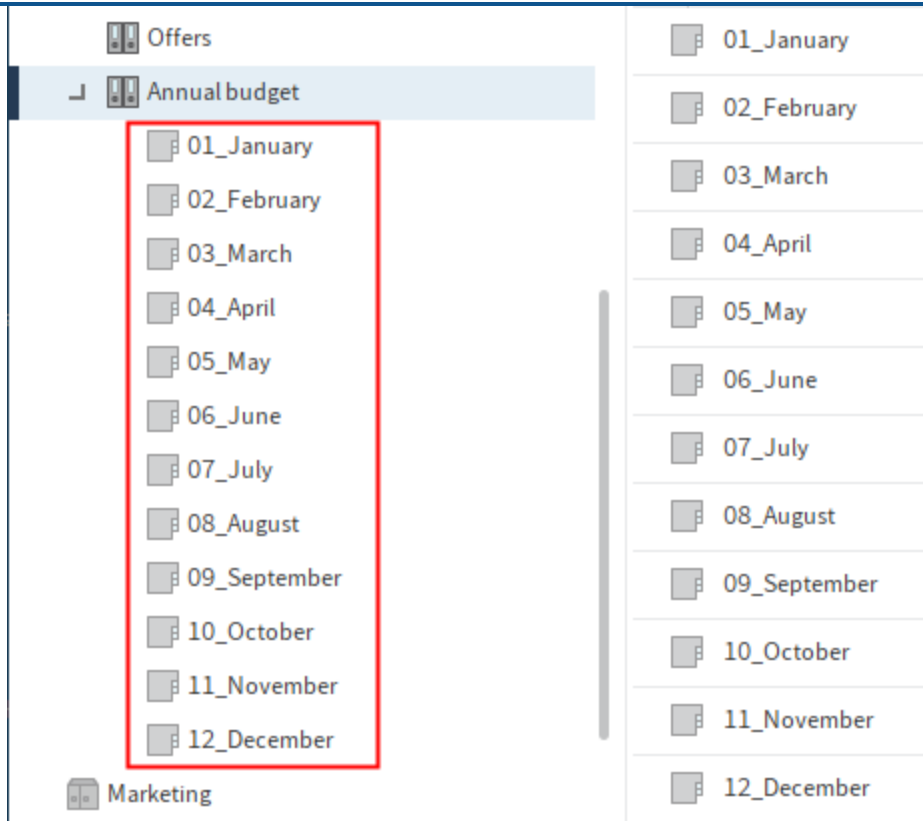 Offers
Annual budget
01_January
02_February
03_March
04_April
05_May
06_June
07_July
08_August
09_September
10_October
11_November
12_December
Marketing
01_January
02_February
03_March
04_April
05_May
06_June
07_July
08_August
09_September
10_October
11_November
12_December